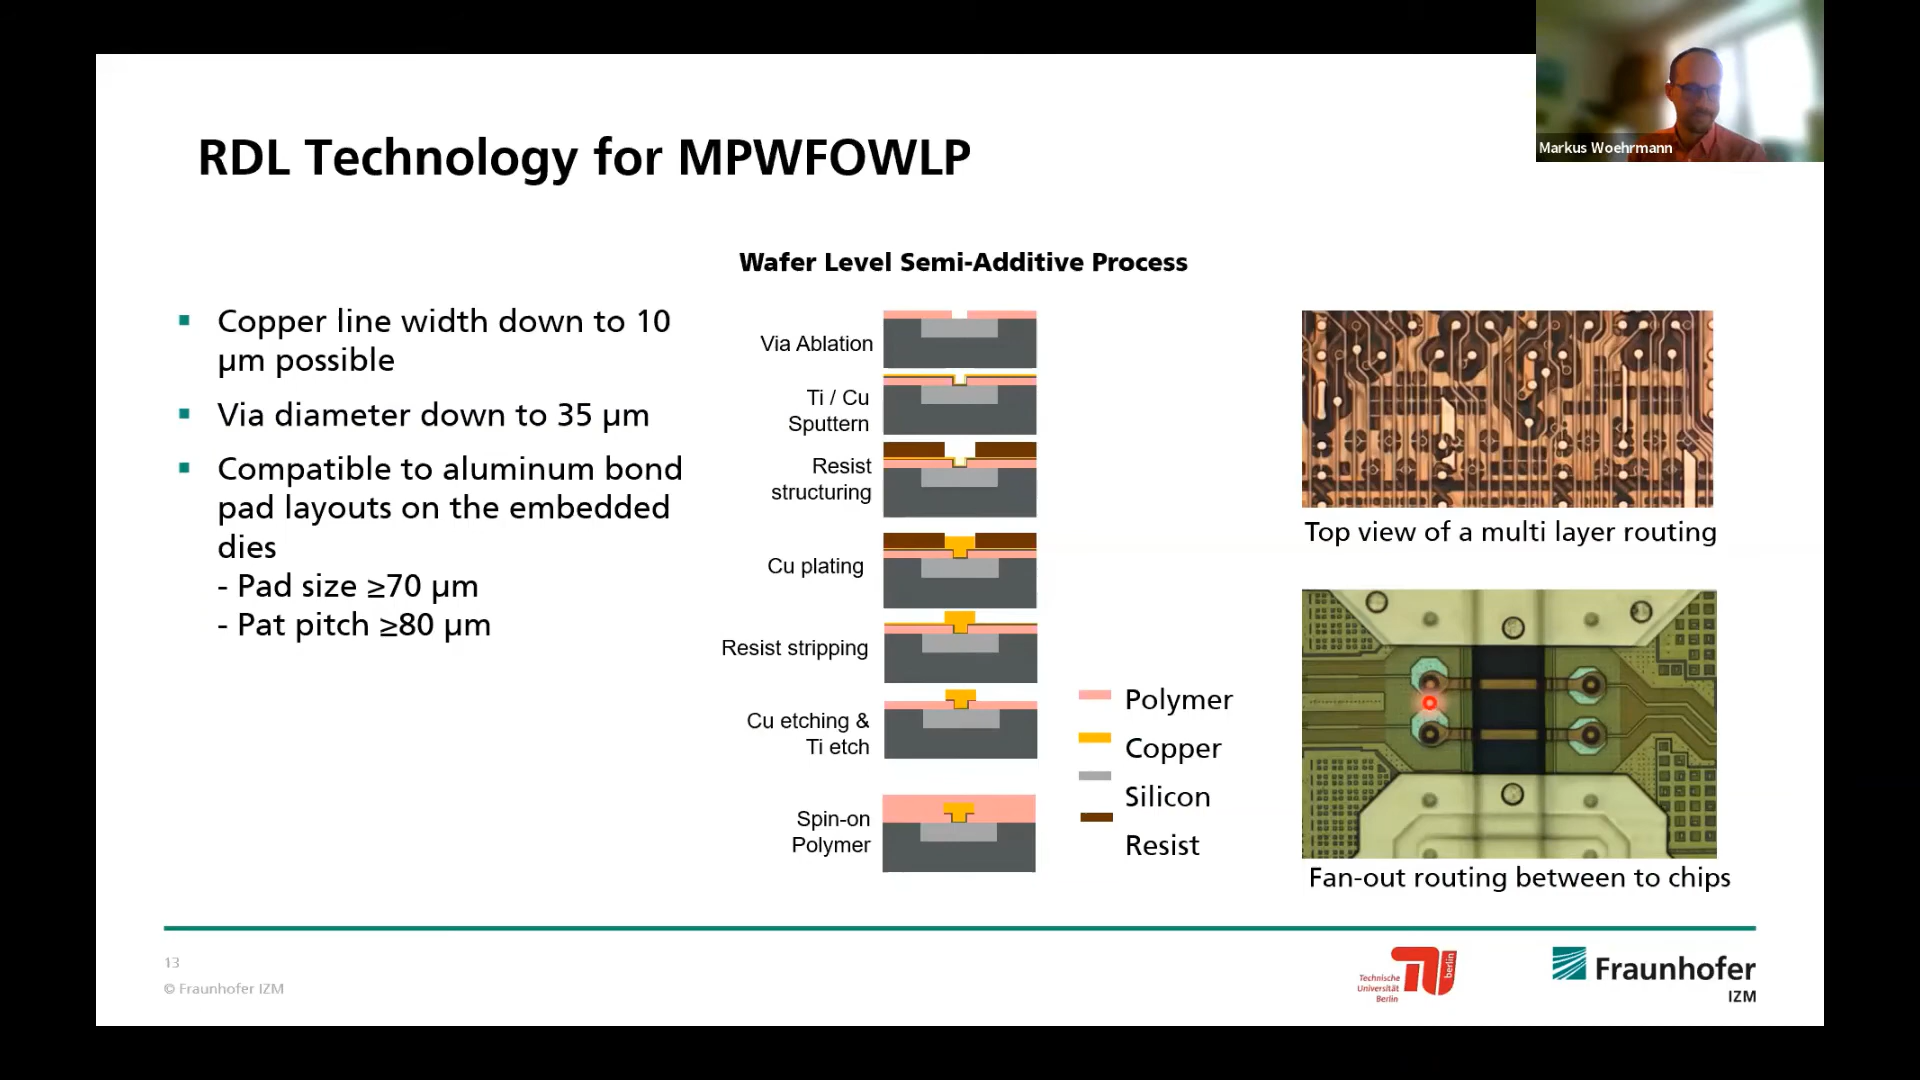 Markus Woehrmann
RDL Technology for MPWFOWLP
Wafer Level Semi-Additive Process
▪ Copper line width down to 10
µm possible
▪ Via diameter down to 35 µm
▪ Compatible to aluminum bond
pad layouts on the embedded
dies
- Pad size ≥70 µm
- Pat pitch ≥80 µm
Via Ablation
Ti / Cu
Sputtern
Resist
structuring
Cu plating
Resist stripping
Cu etching &
Ti etch
Spin-on
Polymer
Polymer
Copper
Silicon
Resist
Top view of a multi layer routing
Fan-out routing between to chips
13
© Fraunhofer IZM
Technische
Universität
Berlin
berlin
Fraunhofer
IZM